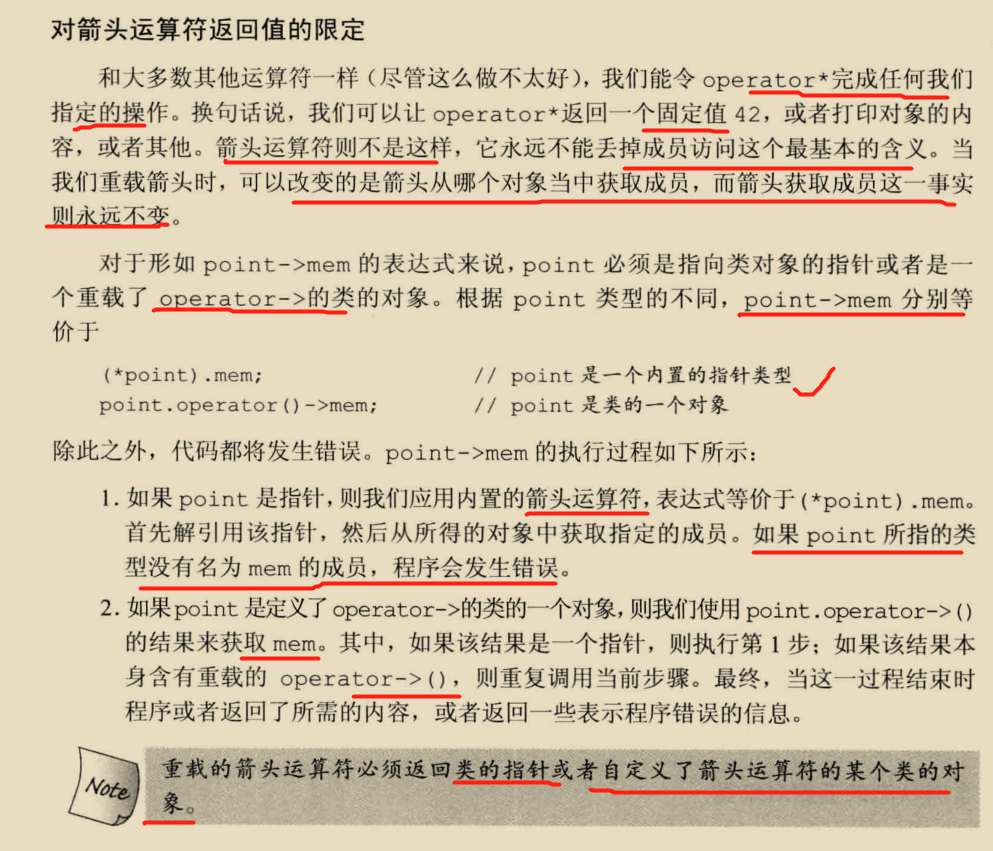 对箭头运算符返回值的限定
和大多数其他运算符一样（尽管这么做不太好），我们能令 operator*完成任何我们
指定的操作。换句话说，我们可以让 operator*返回一个固定值 42，或者打印对象的内
容，或者其他。箭头运算符则不是这样，它永远不能丢掉成员访问这个最基本的含义。当
我们重载箭头时，可以改变的是箭头从哪个对象当中获取成员，而箭头获取成员这一事实
则永远不变。
对于形如 point->mem 的表达式来说，point 必须是指向类对象的指针或者是一
个重载了 operator->的类的对象。根据 point 类型的不同，point->mem 分别等
价于
(*point).mem; // point 是一个内置的指针类型
point.operator()->mem; // point 是类的一个对象
除此之外，代码都将发生错误。point->mem 的执行过程如下所示：
1. 如果 point 是指针，则我们应用内置的箭头运算符，表达式等价于(*point).mem。
首先解引用该指针，然后从所得的对象中获取指定的成员。如果 point 所指的类
型没有名为 mem 的成员，程序会发生错误。
2. 如果 point 是定义了 operator->的类的一个对象，则我们使用 point.operator->()
的结果来获取 mem。其中，如果该结果是一个指针，则执行第 1 步；如果该结果本
身含有重载的 operator->()，则重复调用当前步骤。最终，当这一过程结束时
程序或者返回了所需的内容，或者返回一些表示程序错误的信息。
Note
重载的箭头运算符必须返回类的指针或者自定义了箭头运算符的某个类的对
象。